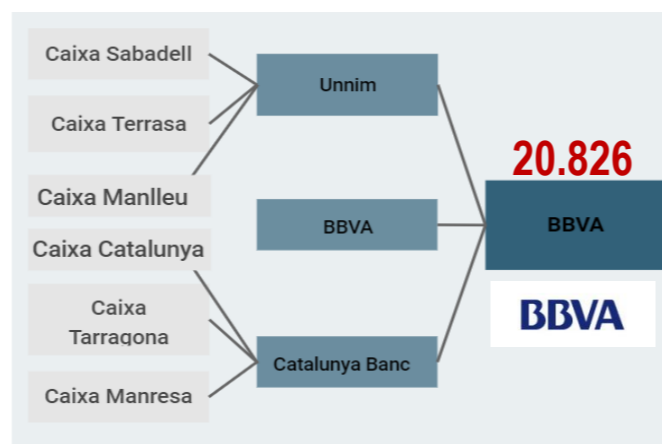 Caixa Sabadell
Caixa Terrasa
Caixa Manlleu
Caixa Catalunya
Caixa
Tarragona
Caixa Manresa
Unnim
BBVA
Catalunya Banc
20.826
BBVA
BBVA